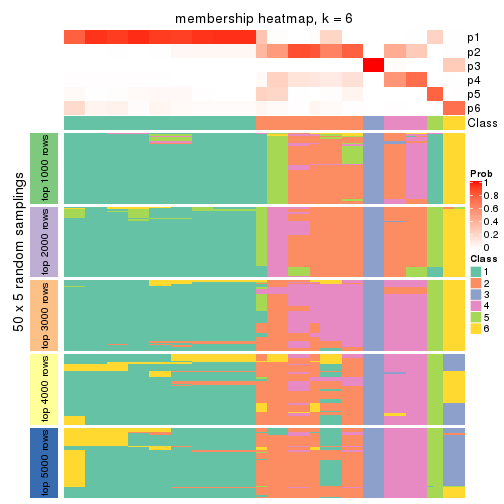 membership heatmap, k = 6
p1
p2
p3
p4
p5
p6
Class
50 x 5 random samplings
top 1000 rows
top 2000 rows
top 3000 rows
top 4000 rows
top 5000 rows
Prob
1
0.8
0.6
0.4
0.2
0
Class
1
2
3
4
5
6